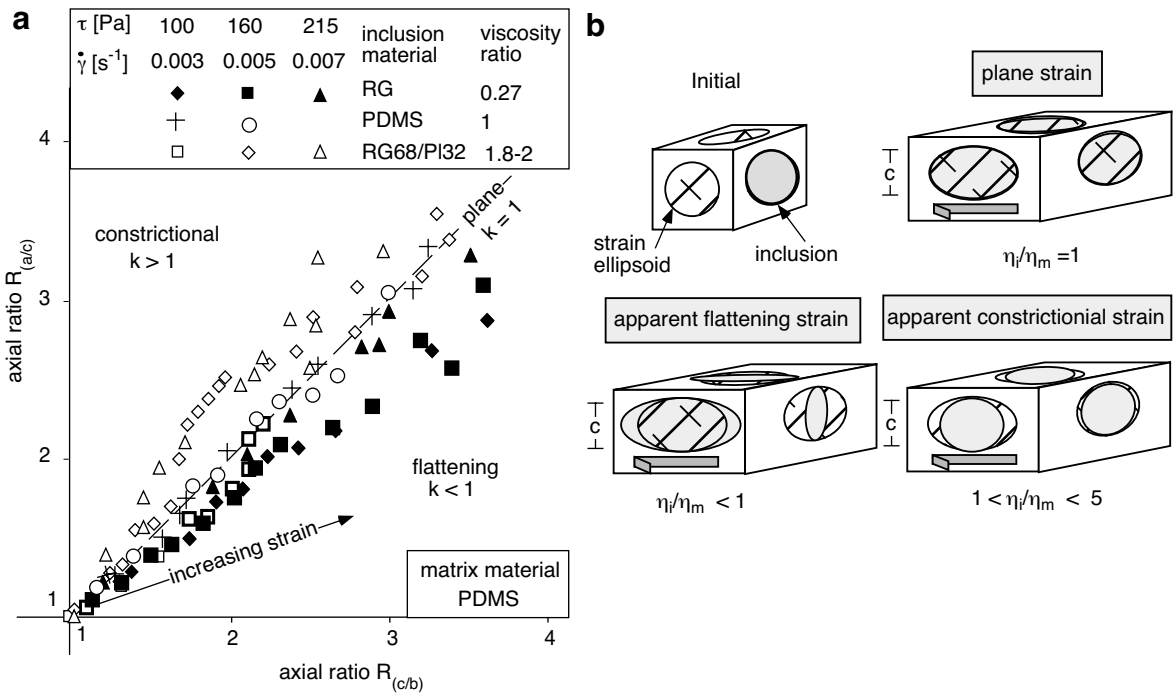 a
τ [Pa] 100 160 215 inclusion material viscosity ratio
γ̇ [s⁻¹] 0.003 0.005 0.007
RG 0.27
PDMS 1
RG68/Pl32 1.8-2
4
3
2
1
axial ratio R(a/c)
constrictional
k > 1
plane
k = 1
flattening
k < 1
increasing strain
matrix material
PDMS
1 2 3 4
axial ratio R(c/b)
b
Initial
plane strain
strain
ellipsoid
inclusion
c
ηi/ηm =1
apparent flattening strain
apparent constrictionial strain
c
c
ηi/ηm < 1
1 < ηi/ηm < 5